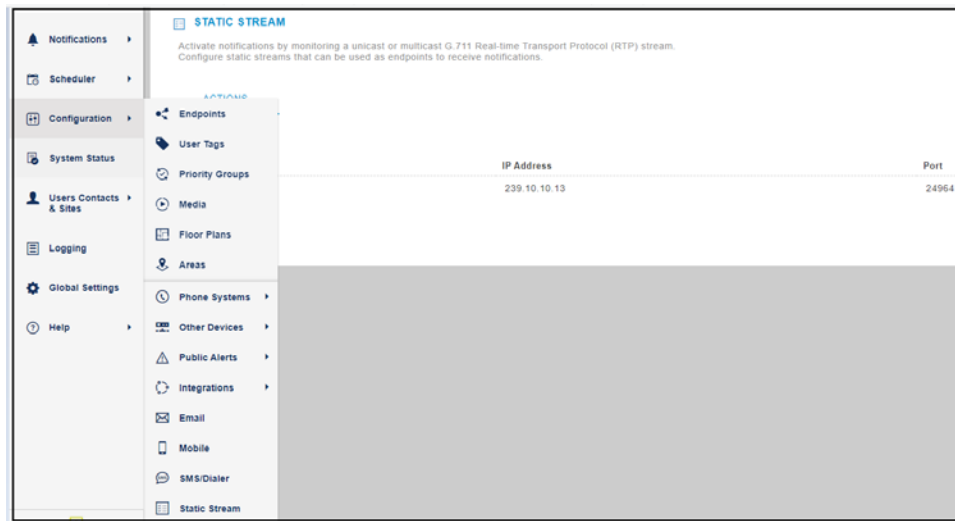 STATIC STREAM
Activate notifications by monitoring a unicast or multicast G.711 Real-time Transport Protocol (RTP) stream.
Configure static streams that can be used as endpoints to receive notifications.
ACTIONS
Notifications
Scheduler
Configuration
System Status
Users Contacts
& Sites
Logging
Global Settings
Help
Endpoints
User Tags
Priority Groups
Media
Floor Plans
Areas
Phone Systems
Other Devices
Public Alerts
Integrations
Email
Mobile
SMS/Dialer
Static Stream
IP Address Port
239.10.10.13 24964